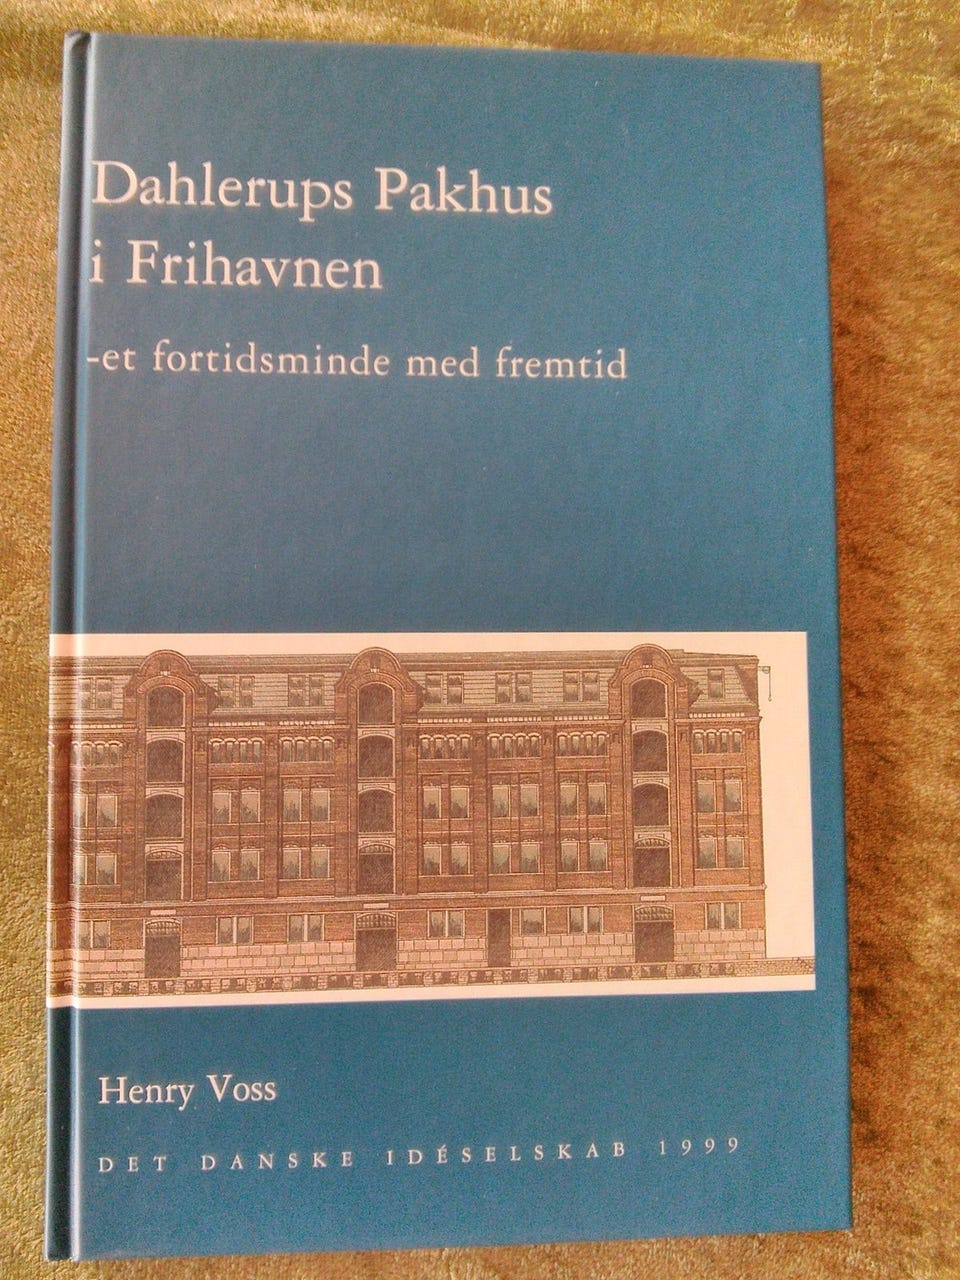 Dahlerups Pakhus
i Frihavnen
-et fortidsminde med fremtid
Henry Voss
DET DANSKE IDÉSELSKAB 1999